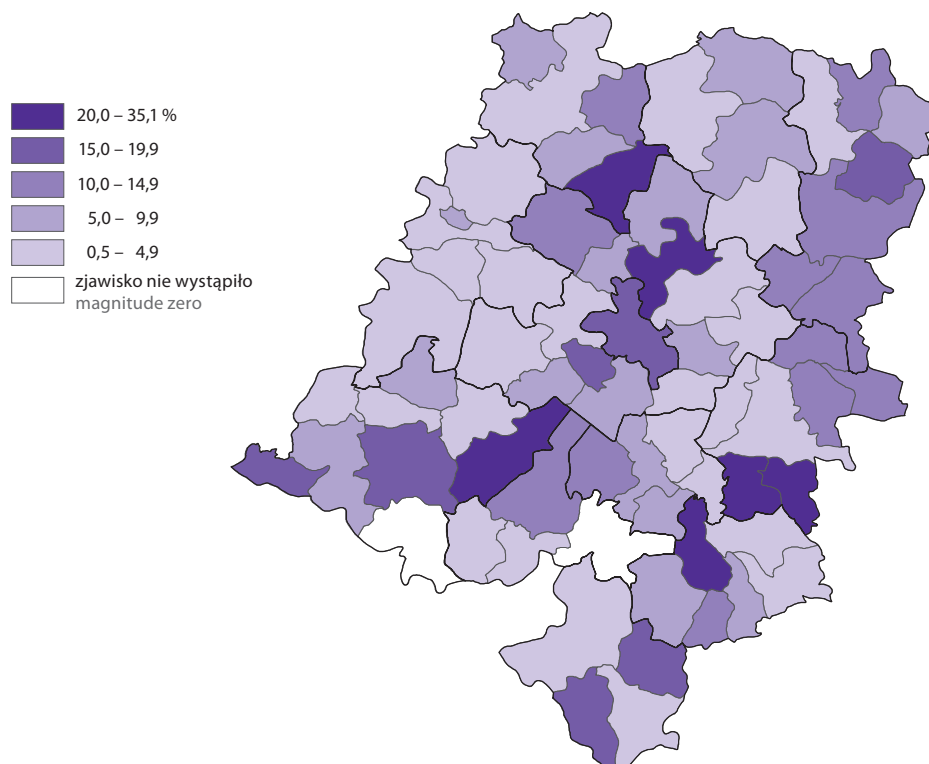 20,0 – 35,1 %
15,0 – 19,9
10,0 – 14,9
5,0 – 9,9
0,5 – 4,9
zjawisko nie wystąpiło
magnitude zero